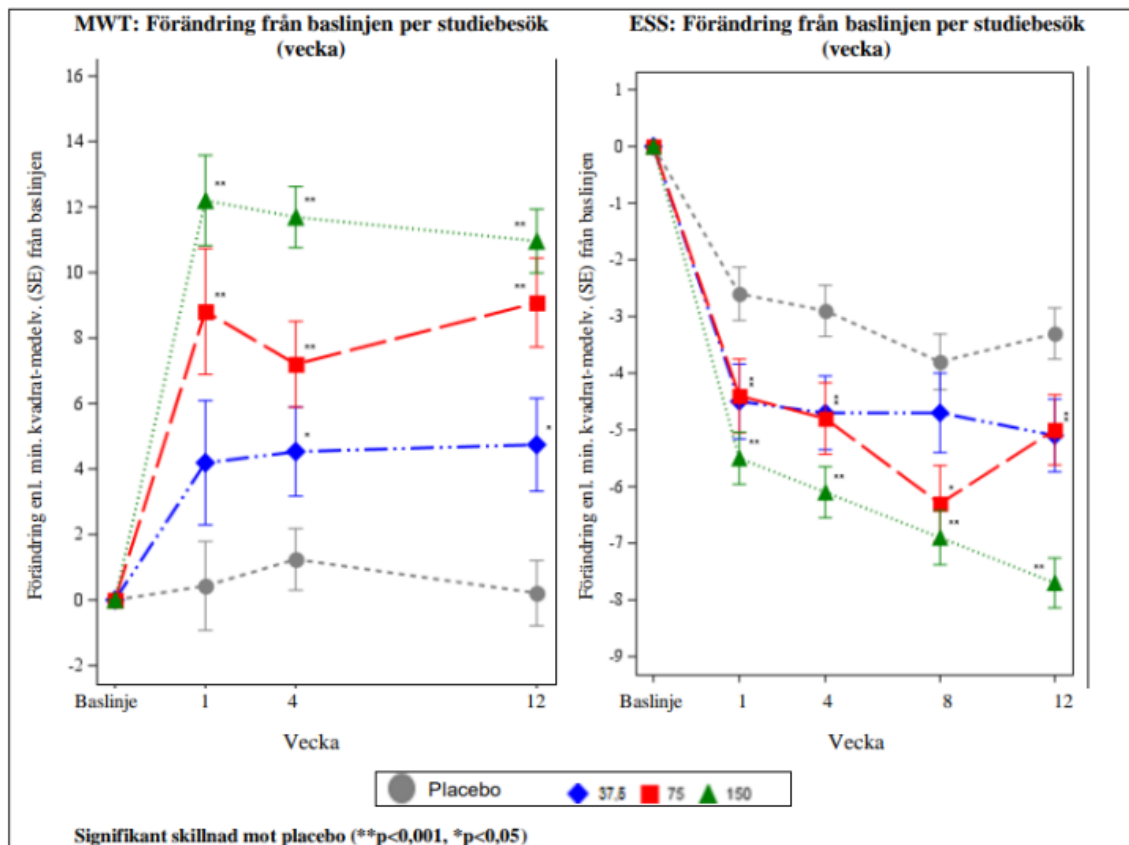 MWT: Förändring från baslinjen per studiebesök
(vecka)
Förändring enl. min. kvadrat-medelv. (SE) från baslinjen
16
14
12
10
8
6
4
2
0
-2
** ** **
** ** **
* *
Baslinje 1 4 12
Vecka
ESS: Förändring från baslinjen per studiebesök
(vecka)
Förändring enl. min. kvadrat-medelv. (SE) från baslinjen
1
0
-1
-2
-3
-4
-5
-6
-7
-8
-9
** ** **
** ** * ** **
Baslinje 1 4 8 12
Vecka
Placebo 37,5 75 150
Signifikant skillnad mot placebo (**p<0,001, *p<0,05)